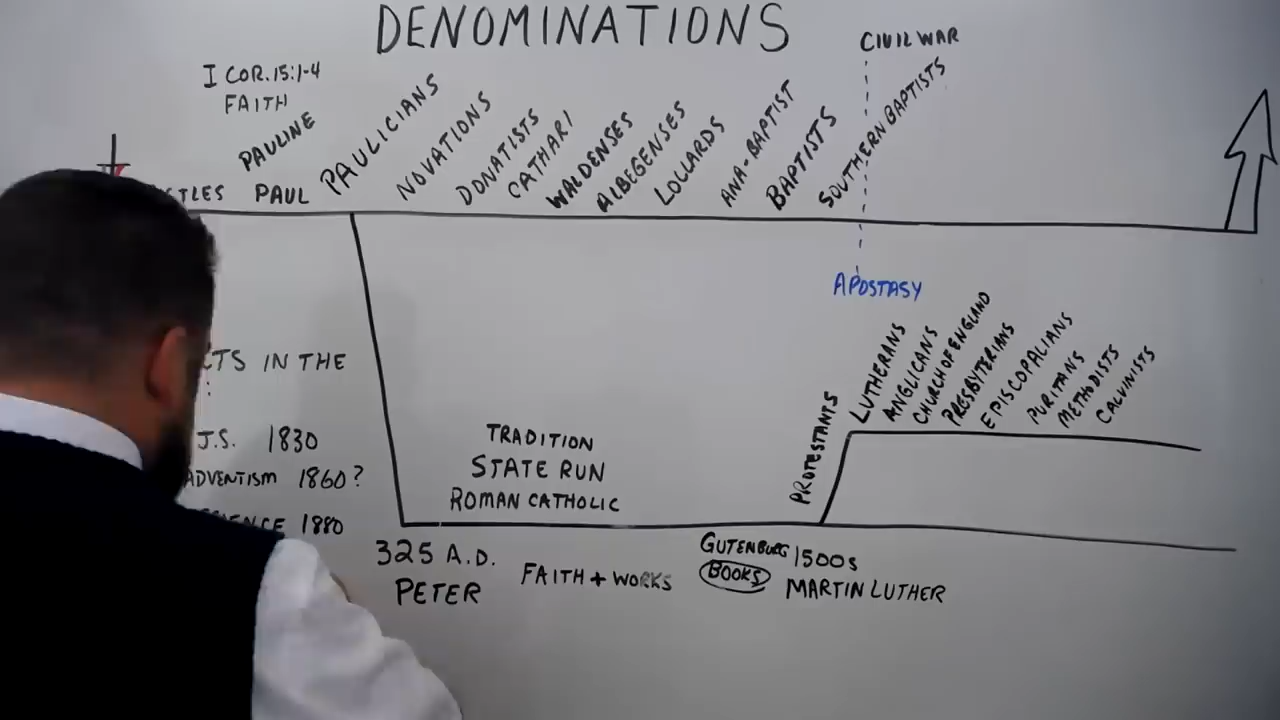 DENOMINATIONS
CIVIL WAR
I COR. 15:1-4
FAITH
PAULINE
PAUL
PAULICIANS
NOVATIONS
DONATISTS
CATHARI
WALDENSES
ALBEGENSES
LOLLARDS
ANA-BAPTIST
BAPTISTS
SOUTHERN BAPTISTS
APOSTASY
IN THE
J.S. 1830
ADVENTISM 1860?
1880
TRADITION
STATE RUN
ROMAN CATHOLIC
PROTESTANTS
LUTHERANS
ANGLICANS
CHURCH OF ENGLAND
PRESBYTERIANS
EPISCOPALIANS
PURITANS
METHODISTS
CALVINISTS
325 A.D.
PETER
FAITH + WORKS
GUTENBURG 1500s
BOOKS MARTIN LUTHER